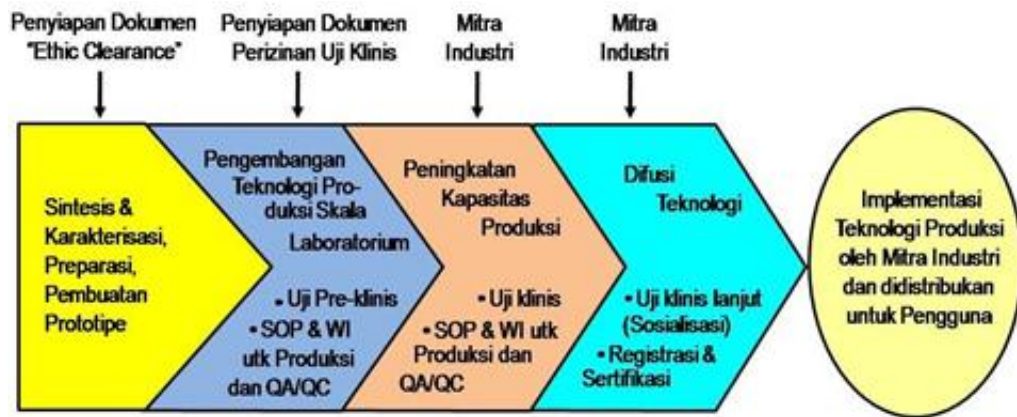 Penyiapan Dokumen
"Ethic Clearance"
Penyiapan Dokumen
Perizinan Uji Klinis
Mitra
Industri
Mitra
Industri
Sintesis &
Karakterisasi,
Preparasi,
Pembuatan
Prototipe
Pengembangan
Teknologi Pro-
duksi Skala
Laboratorium
• Uji Pre-klinis
• SOP & WI
utk Produksi
dan QA/QC
Peningkatan
Kapasitas
Produksi
• Uji klinis
• SOP & WI utk
Produksi dan
QA/QC
Difusi
Teknologi
• Uji klinis lanjut
(Sosialisasi)
• Registrasi &
Sertifikasi
Implementasi
Teknologi Produksi
oleh Mitra Industri
dan didistribukan
untuk Pengguna